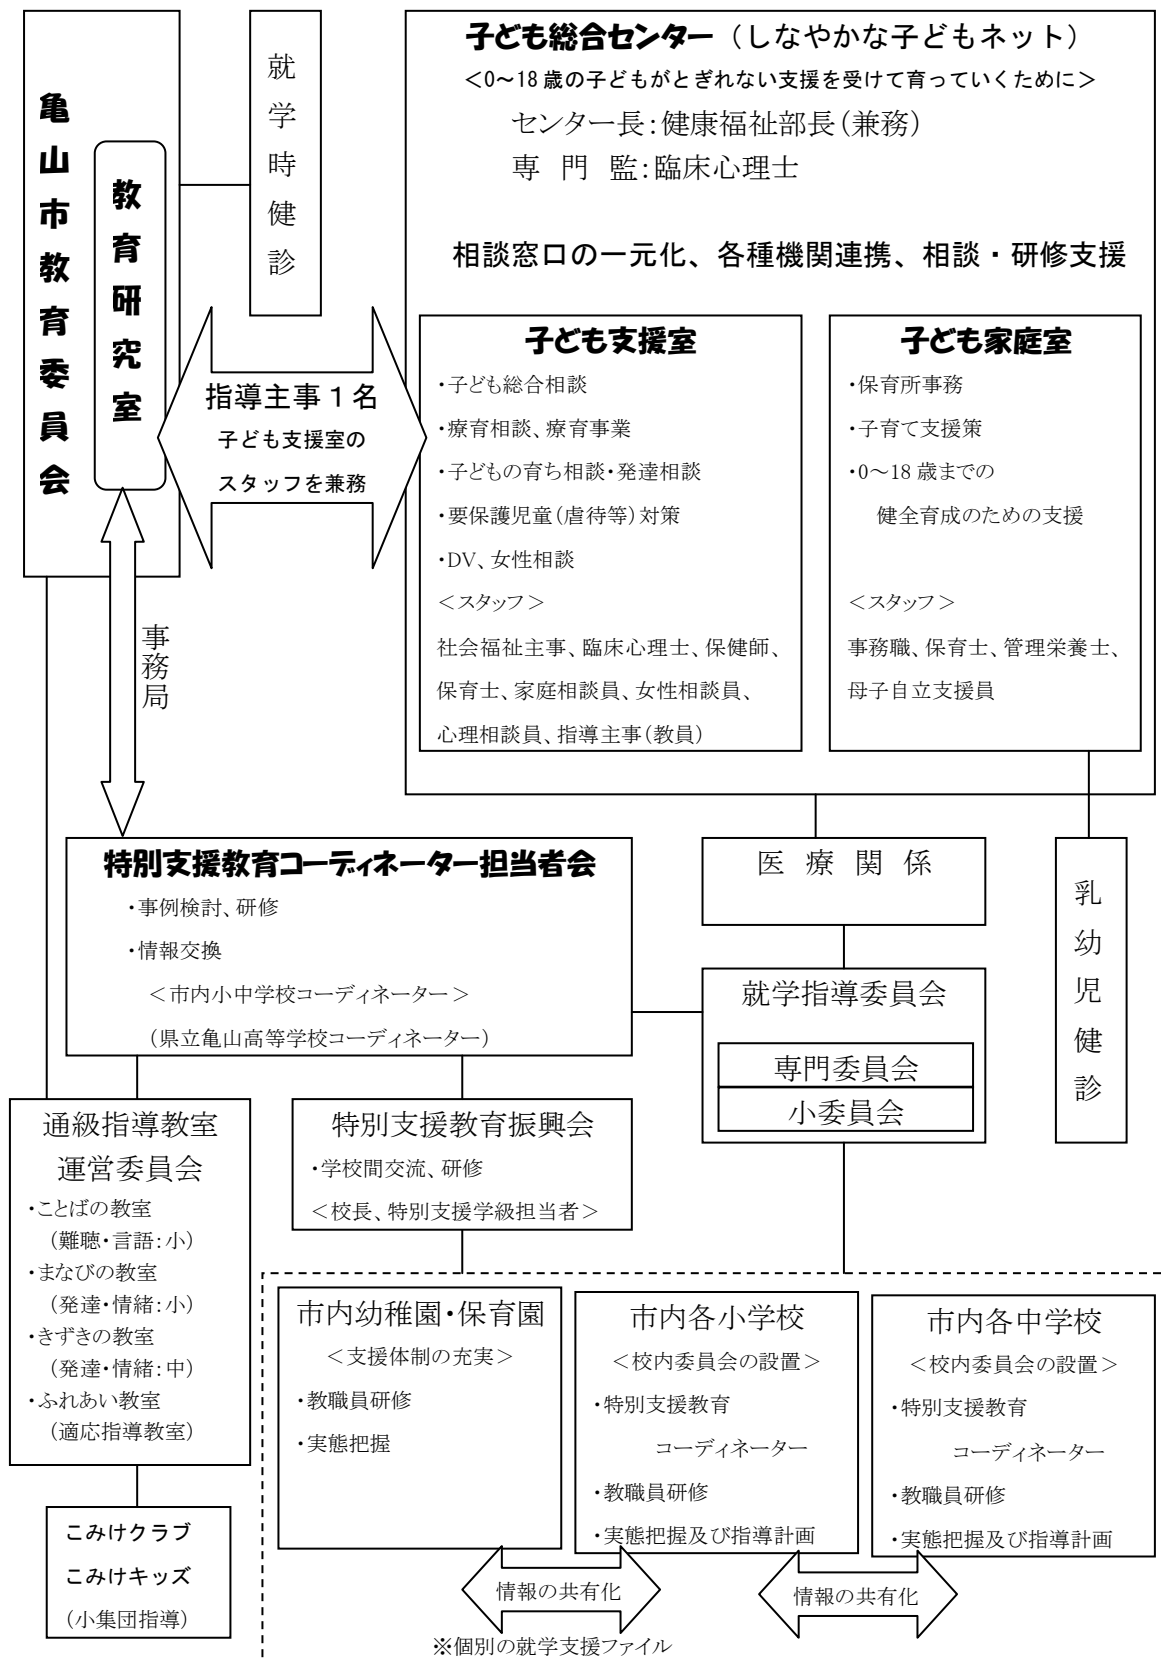 亀山市教育委員会
教育研究室
就学時健診
子ども総合センター（しなやかな子どもネット）
＜0～18 歳の子どもがとぎれない支援を受けて育っていくために＞
センター長：健康福祉部長（兼務）
専　門　監：臨床心理士
相談窓口の一元化、各種機関連携、相談・研修支援
指導主事１名
子ども支援室の
スタッフを兼務
子ども支援室
・子ども総合相談
・療育相談、療育事業
・子どもの育ち相談・発達相談
・要保護児童（虐待等）対策
・DV、女性相談
＜スタッフ＞
社会福祉主事、臨床心理士、保健師、
保育士、家庭相談員、女性相談員、
心理相談員、指導主事（教員）
子ども家庭室
・保育所事務
・子育て支援策
・0～18 歳までの
健全育成のための支援
＜スタッフ＞
事務職、保育士、管理栄養士、
母子自立支援員
事務局
特別支援教育コーディネーター担当者会
・事例検討、研修
・情報交換
＜市内小中学校コーディネーター＞
（県立亀山高等学校コーディネーター）
医　療　関　係
乳幼児健診
就学指導委員会
専門委員会
小委員会
通級指導教室
運営委員会
・ことばの教室
（難聴・言語：小）
・まなびの教室
（発達・情緒：小）
・きずきの教室
（発達・情緒：中）
・ふれあい教室
（適応指導教室）
特別支援教育振興会
・学校間交流、研修
＜校長、特別支援学級担当者＞
市内幼稚園・保育園
＜支援体制の充実＞
・教職員研修
・実態把握
市内各小学校
＜校内委員会の設置＞
・特別支援教育
コーディネーター
・教職員研修
・実態把握及び指導計画
市内各中学校
＜校内委員会の設置＞
・特別支援教育
コーディネーター
・教職員研修
・実態把握及び指導計画
こみけクラブ
こみけキッズ
（小集団指導）
情報の共有化
情報の共有化
※個別の就学支援ファイル